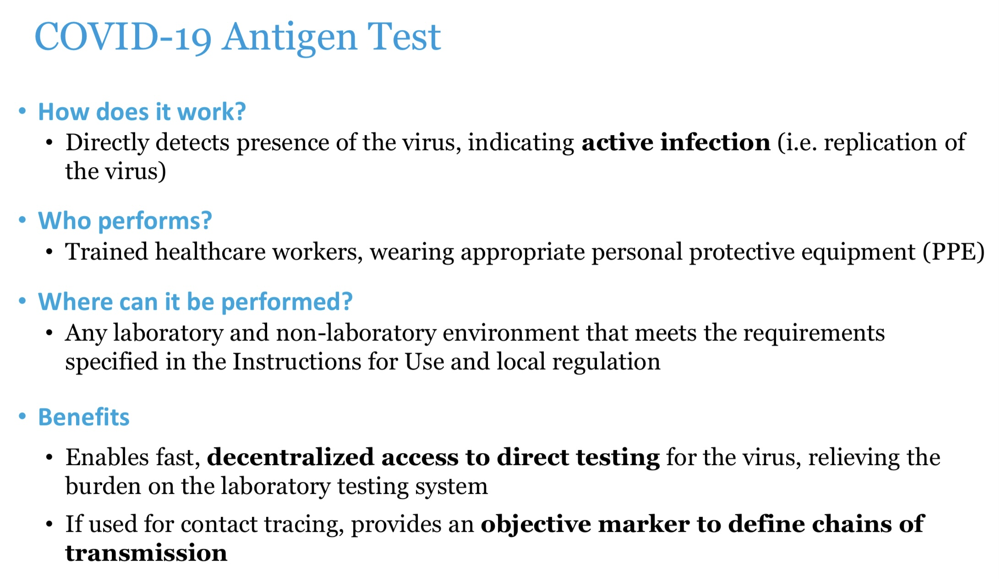 COVID-19 Antigen Test
• How does it work?
• Directly detects presence of the virus, indicating active infection (i.e. replication of
the virus)
• Who performs?
• Trained healthcare workers, wearing appropriate personal protective equipment (PPE)
• Where can it be performed?
• Any laboratory and non-laboratory environment that meets the requirements
specified in the Instructions for Use and local regulation
• Benefits
• Enables fast, decentralized access to direct testing for the virus, relieving the
burden on the laboratory testing system
• If used for contact tracing, provides an objective marker to define chains of
transmission